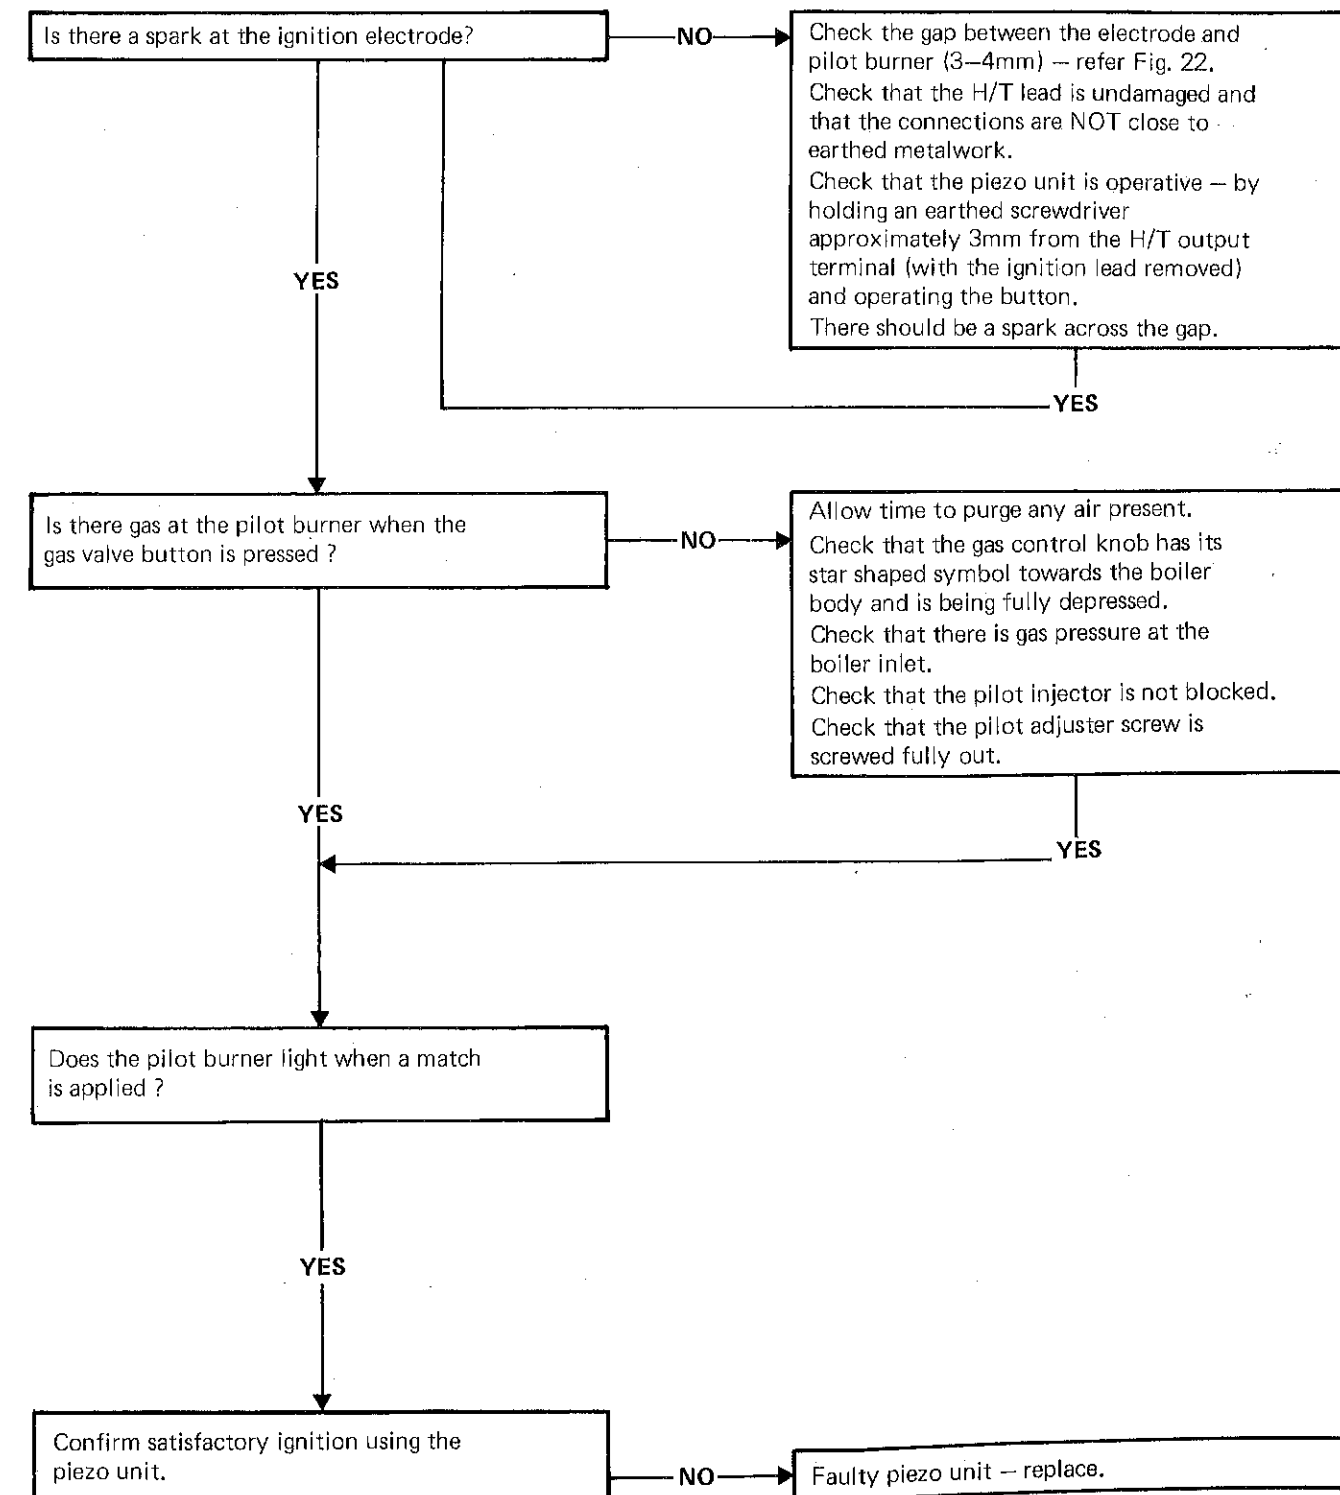 Is there a spark at the ignition electrode?
NO
Check the gap between the electrode and
pilot burner (3–4mm) – refer Fig. 22.
Check that the H/T lead is undamaged and
that the connections are NOT close to
earthed metalwork.
Check that the piezo unit is operative – by
holding an earthed screwdriver
approximately 3mm from the H/T output
terminal (with the ignition lead removed)
and operating the button.
There should be a spark across the gap.
YES
YES
Is there gas at the pilot burner when the
gas valve button is pressed ?
NO
Allow time to purge any air present.
Check that the gas control knob has its
star shaped symbol towards the boiler
body and is being fully depressed.
Check that there is gas pressure at the
boiler inlet.
Check that the pilot injector is not blocked.
Check that the pilot adjuster screw is
screwed fully out.
YES
YES
Does the pilot burner light when a match
is applied ?
YES
Confirm satisfactory ignition using the
piezo unit.
NO
Faulty piezo unit – replace.